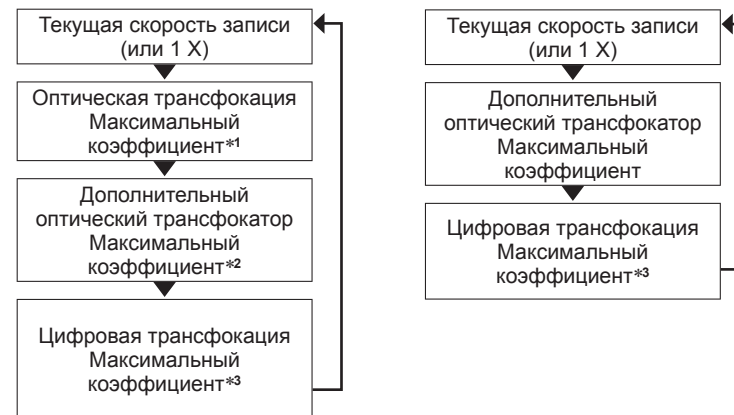 Текущая скорость записи
(или 1 X)
Оптическая трансфокация
Максимальный
коэффициент*1
Дополнительный
оптический трансфокатор
Максимальный
коэффициент*2
Цифровая трансфокация
Максимальный
коэффициент*3
Текущая скорость записи
(или 1 X)
Дополнительный
оптический трансфокатор
Максимальный
коэффициент
Цифровая трансфокация
Максимальный
коэффициент*3